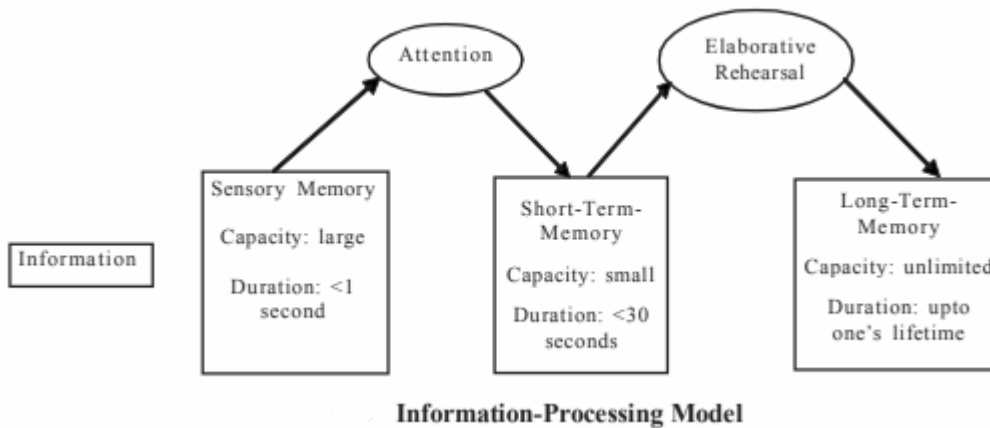 Attention
Elaborative
Rehearsal
Information
Sensory Memory
Capacity: large
Duration: <1
second
Short-Term-
Memory
Capacity: small
Duration: <30
seconds
Long-Term-
Memory
Capacity: unlimited
Duration: upto
one's lifetime
Information-Processing Model